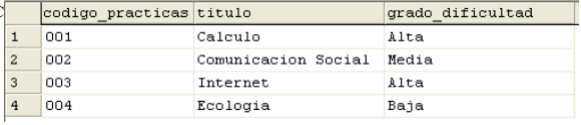 codigo_practicas titulo grado_dificultad
1 001 Calculo Alta
2 002 Comunicacion Social Media
3 003 Internet Alta
4 004 Ecologia Baja